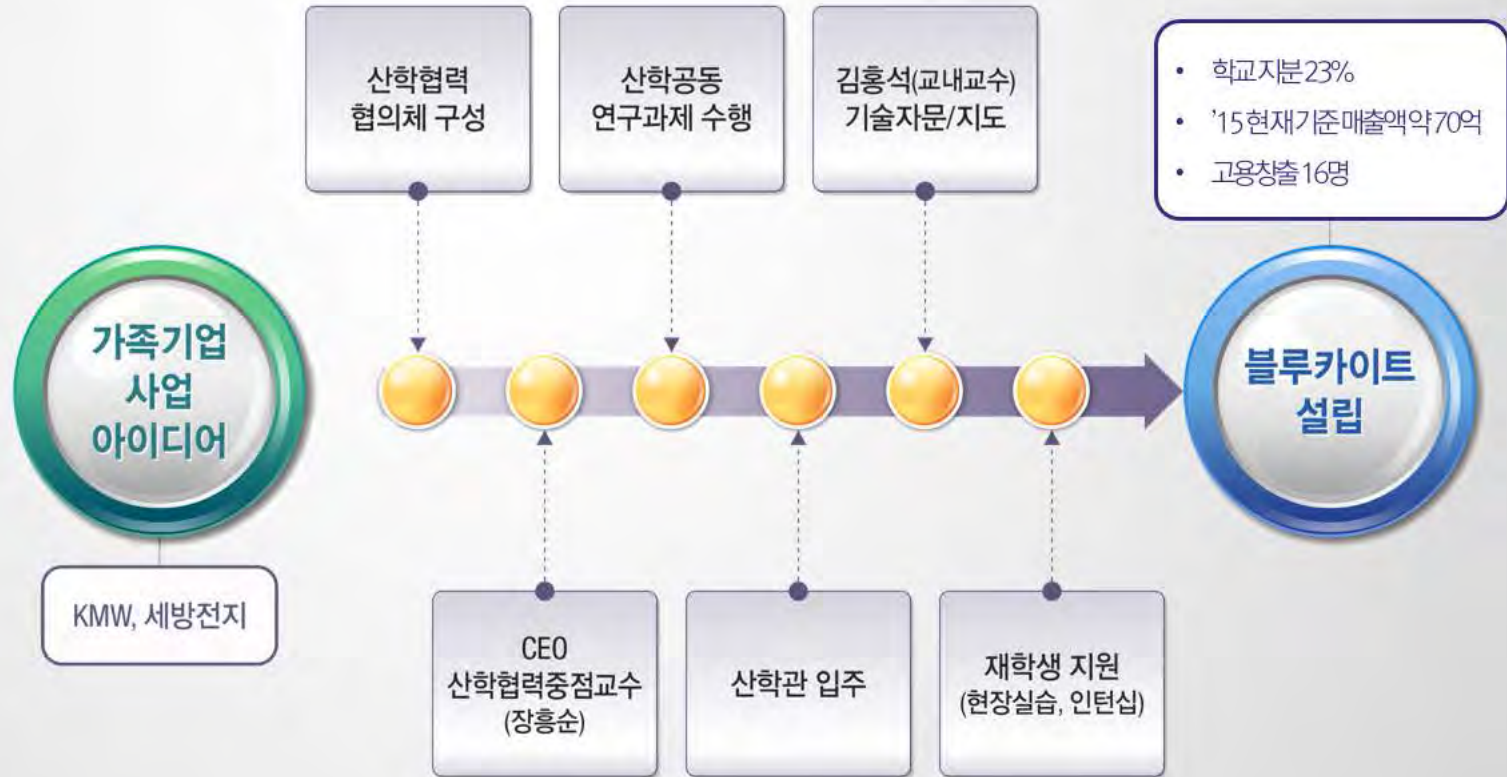 산학협력
협의체 구성
산학공동
연구과제 수행
김홍석(교내교수)
기술자문/지도
• 학교지분 23%
• '15 현재기준매출액약 70억
• 고용창출 16명
가족기업
사업
아이디어
블루카이트
설립
KMW, 세방전지
CEO
산학협력중점교수
(장흥순)
산학관 입주
재학생 지원
(현장실습, 인턴십)